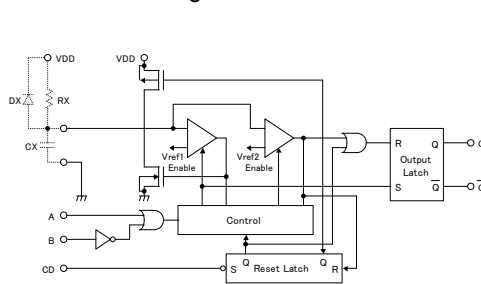 VDD
VDD
DX
RX
CX
Vref1
Enable
Vref2
Enable
R
Q
Output
Latch
S
Q
A
B
Control
CD
S
Q
Reset Latch
Q
R